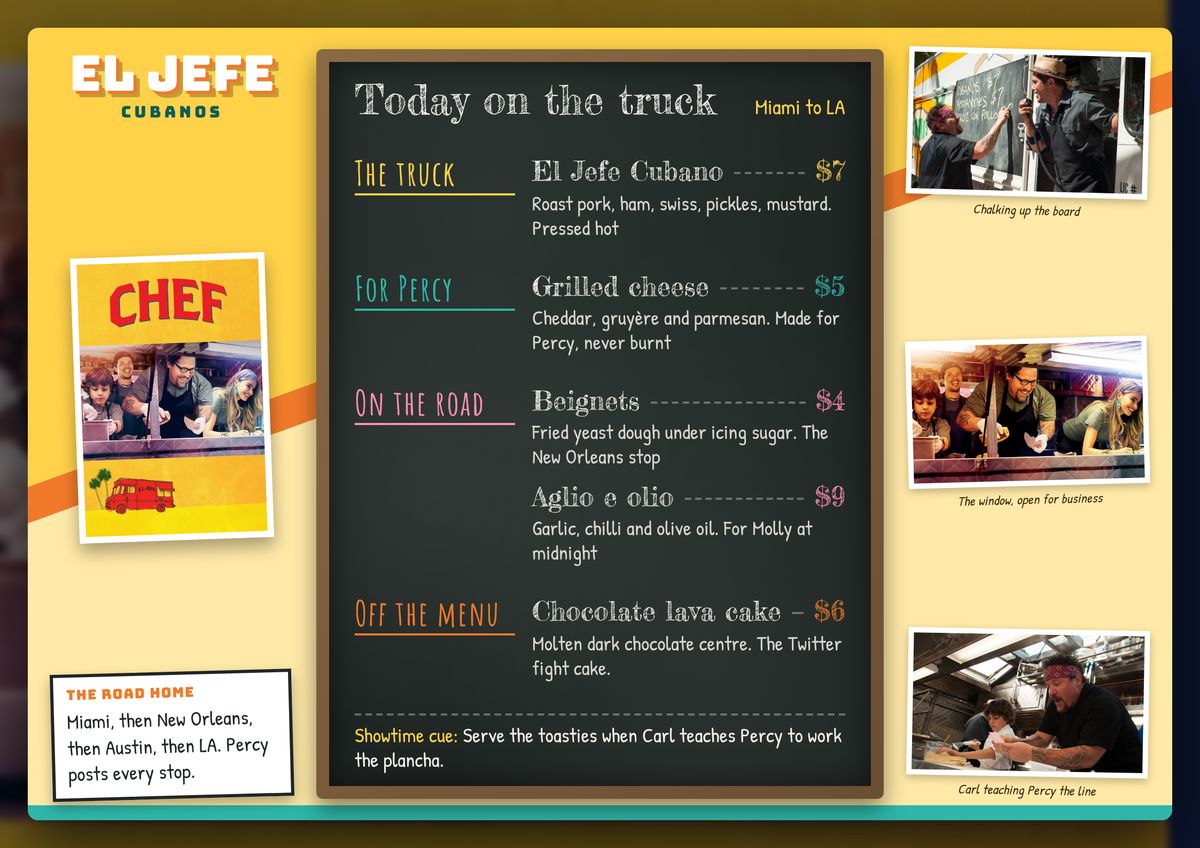 EL JEFE
CUBANOS
CHEF
EL JEFE
THE ROAD HOME
Miami, then New Orleans,
then Austin, then LA. Percy
posts every stop.
Today on the truck
Miami to LA
THE TRUCK
El Jefe Cubano $7
Roast pork, ham, swiss, pickles, mustard.
Pressed hot
FOR PERCY
Grilled cheese $5
Cheddar, gruyère and parmesan. Made for
Percy, never burnt
ON THE ROAD
Beignets $4
Fried yeast dough under icing sugar. The
New Orleans stop
Aglio e olio $9
Garlic, chilli and olive oil. For Molly at
midnight
OFF THE MENU
Chocolate lava cake – $6
Molten dark chocolate centre. The Twitter
fight cake.
Showtime cue: Serve the toasties when Carl teaches Percy to work
the plancha.
CUBANOS $7
LIC #
Chalking up the board
The window, open for business
Carl teaching Percy the line